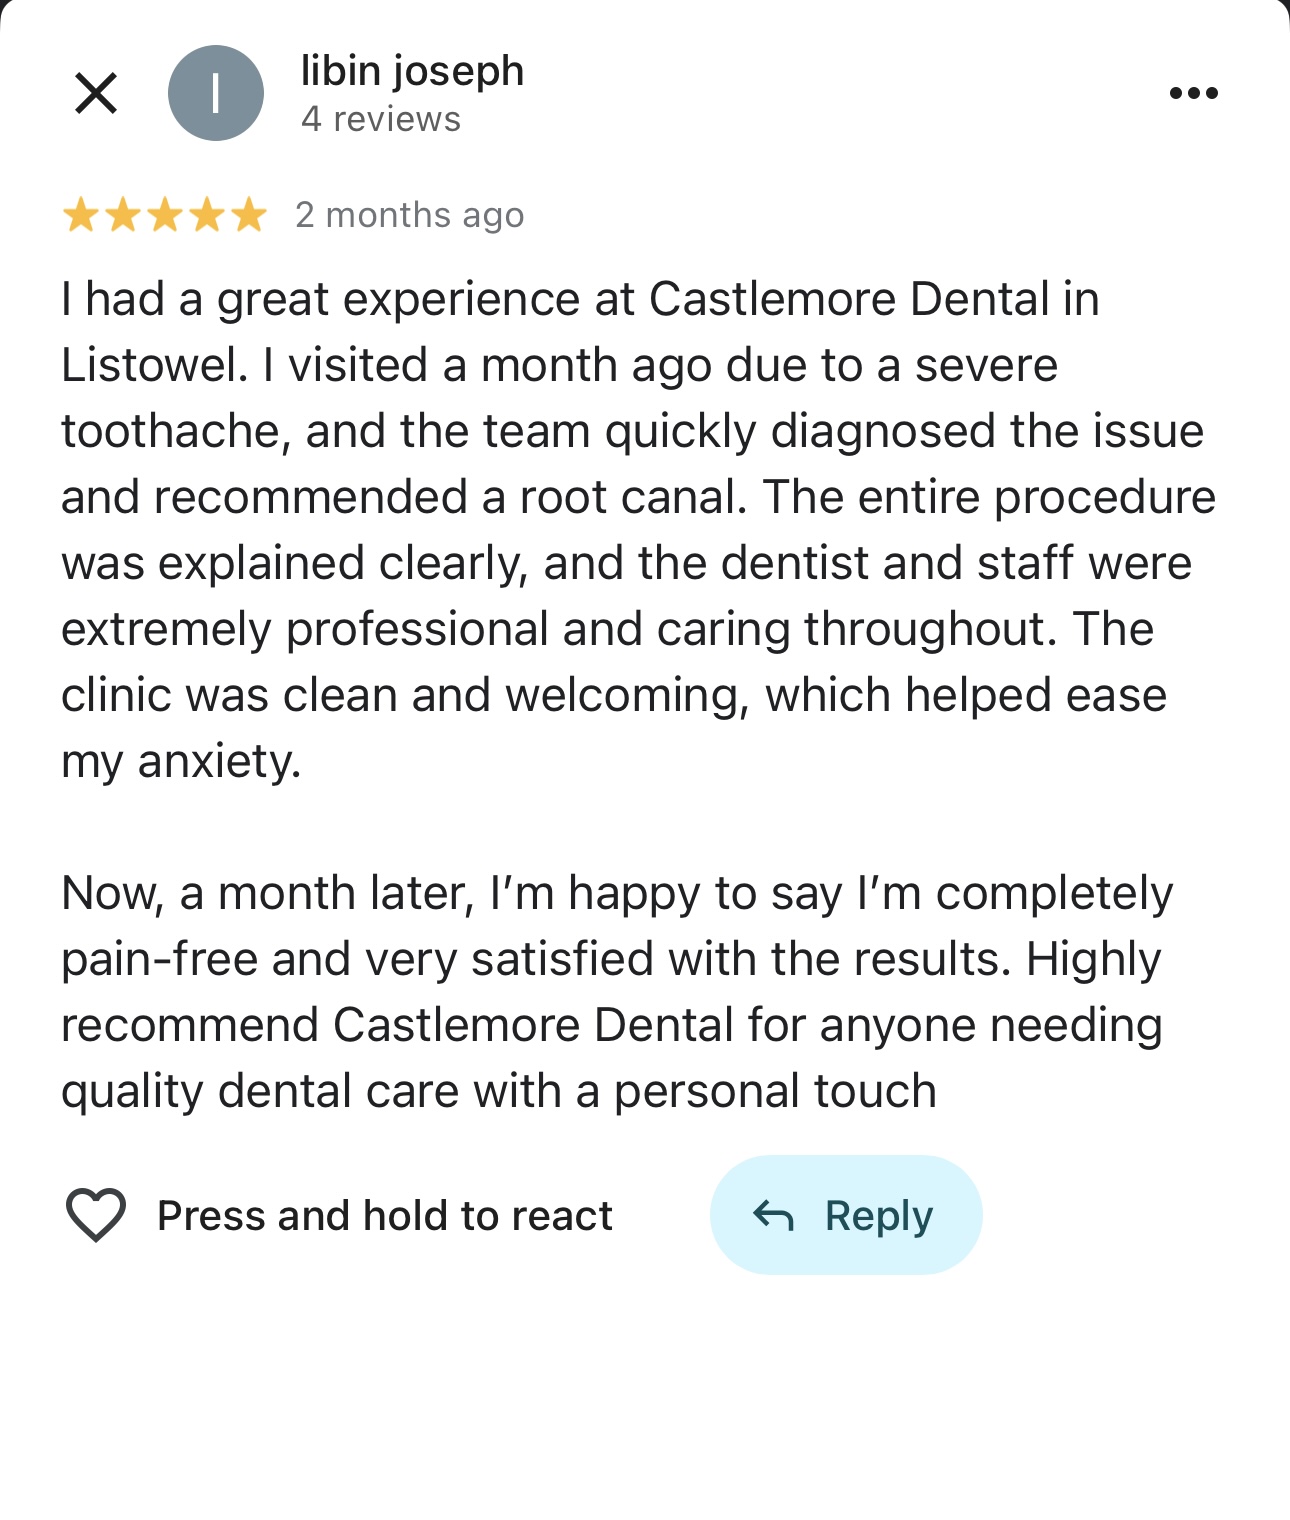 libin joseph
4 reviews
l
2 months ago
I had a great experience at Castlemore Dental in
Listowel. I visited a month ago due to a severe
toothache, and the team quickly diagnosed the issue
and recommended a root canal. The entire procedure
was explained clearly, and the dentist and staff were
extremely professional and caring throughout. The
clinic was clean and welcoming, which helped ease
my anxiety.
Now, a month later, I’m happy to say I’m completely
pain-free and very satisfied with the results. Highly
recommend Castlemore Dental for anyone needing
quality dental care with a personal touch
Press and hold to react
Reply